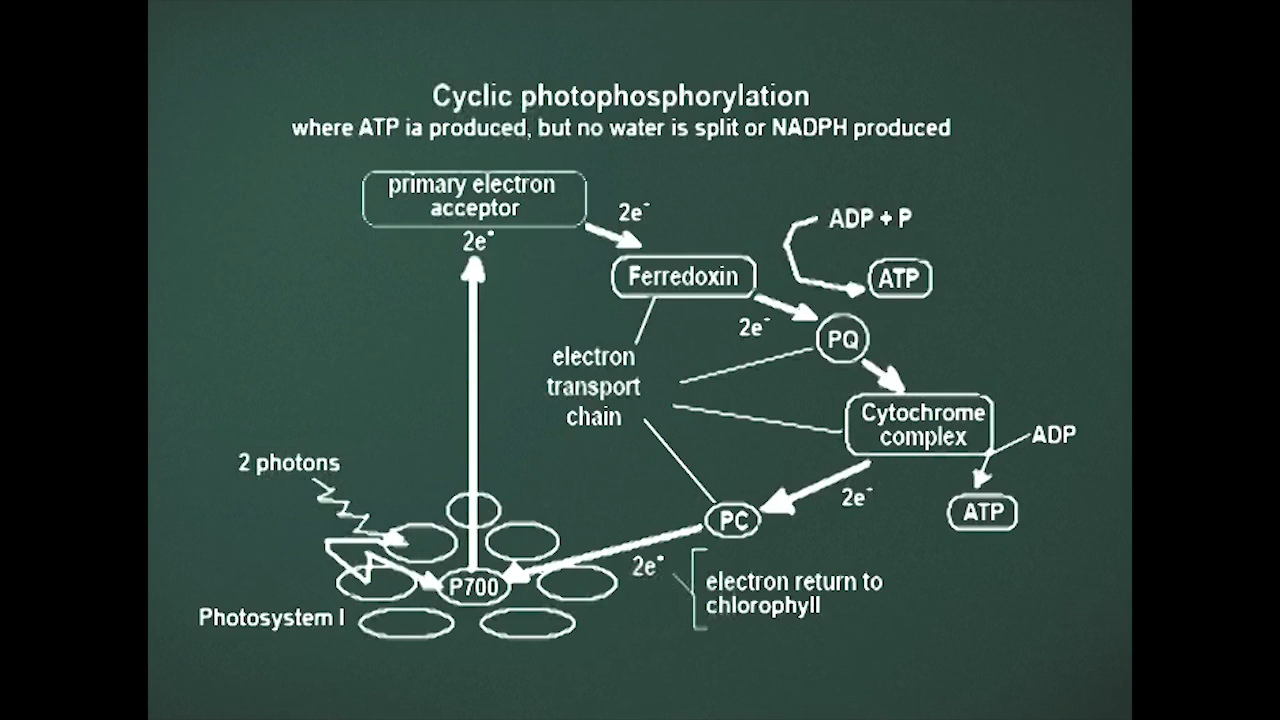 Cyclic photophosphorylation
where ATP ia produced, but no water is split or NADPH produced
primary electron
acceptor
2e⁻
2e⁻
ADP + P
ATP
Ferredoxin
2e⁻
PQ
electron
transport
chain
Cytochrome
complex
ADP
ATP
2e⁻
PC
2 photons
P700
2e⁻
electron return to
chlorophyll
Photosystem I